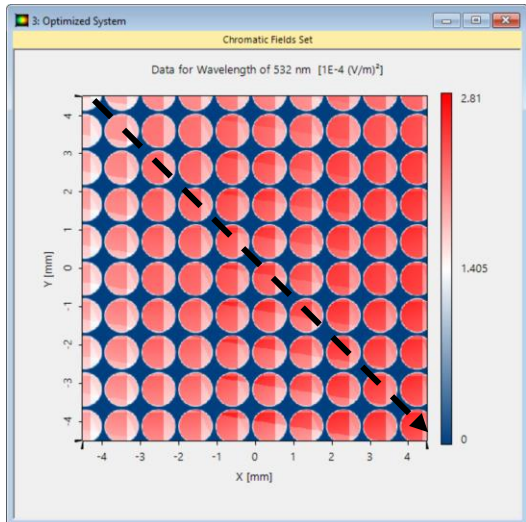 3: Optimized System
Chromatic Fields Set
Data for Wavelength of 532 nm [1E-4 (V/m)²]
2.81
1.405
0
Y [mm]
4
3
2
1
0
-1
-2
-3
-4
-4 -3 -2 -1 0 1 2 3 4
X [mm]